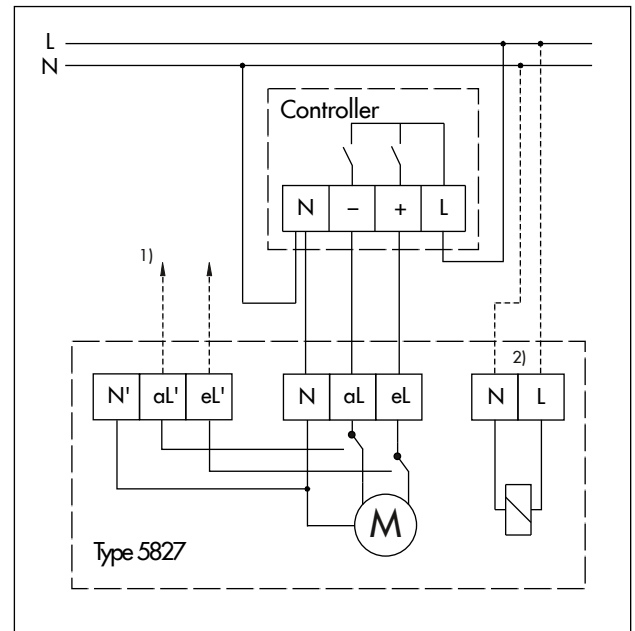 L
N
Controller
N – + L
1)
2)
N' aL' eL' N aL eL N L
M
Type 5827